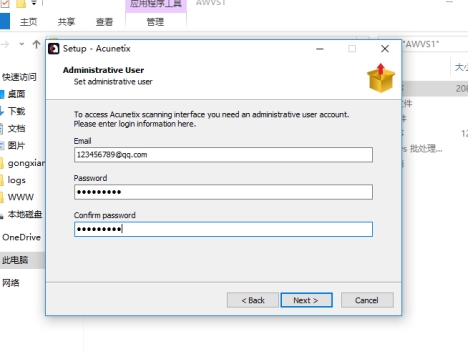 应用程序工具
AWVS1
主页
共享
查看
管理
Setup - Acunetix
"AWVS1"
Administrative User
Set administrative user
大小
快速访问
桌面
下载
文档
图片
gongxian
logs
WWW
本地磁盘
OneDrive
此电脑
网络
To access Acunetix scanning interface you need an administrative user account.
Please enter login information here.
Email
123456789@qq.com
Password
●●●●●●●●●
Confirm password
●●●●●●●●●
s 批处理...
< Back
Next >
Cancel